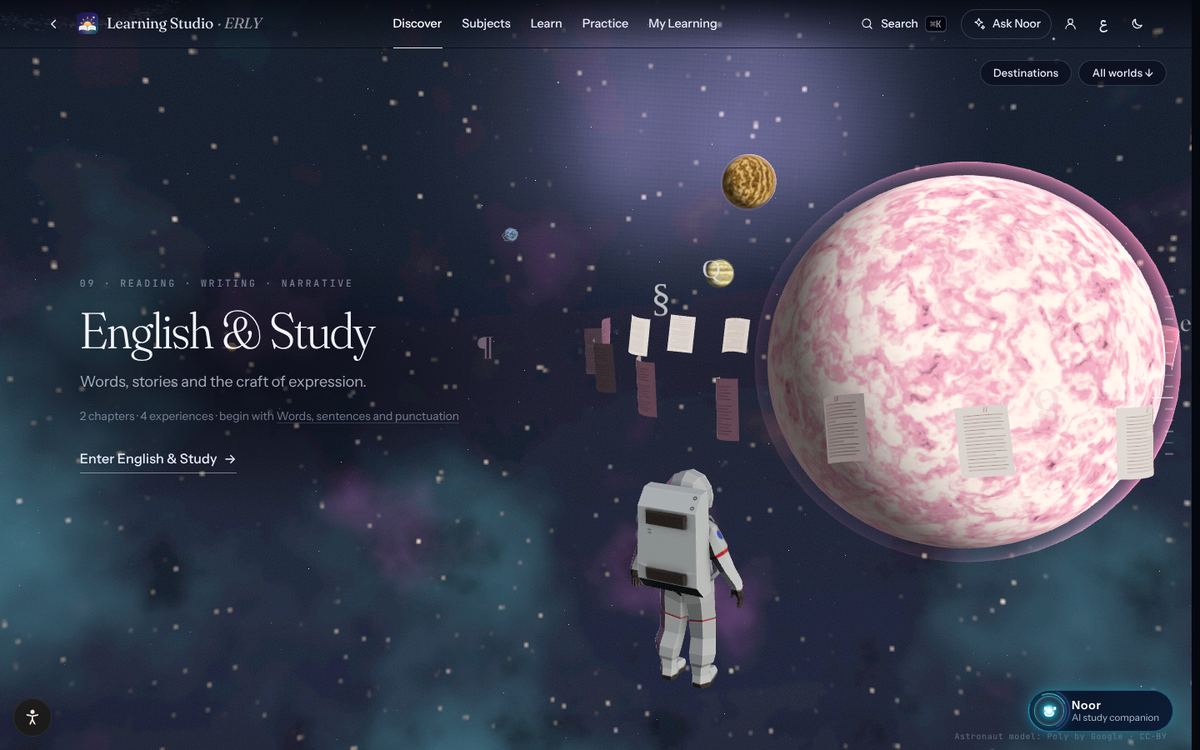 Learning Studio · ERLY
Discover
Subjects
Learn
Practice
My Learning
Search ⌘K
Ask Noor
ع
Destinations
All worlds ↓
09 · READING · WRITING · NARRATIVE
English & Study
Words, stories and the craft of expression.
2 chapters · 4 experiences · begin with Words, sentences and punctuation
Enter English & Study →
§
¶
e
Noor
AI study companion
Astronaut model: Poly by Google · CC-BY